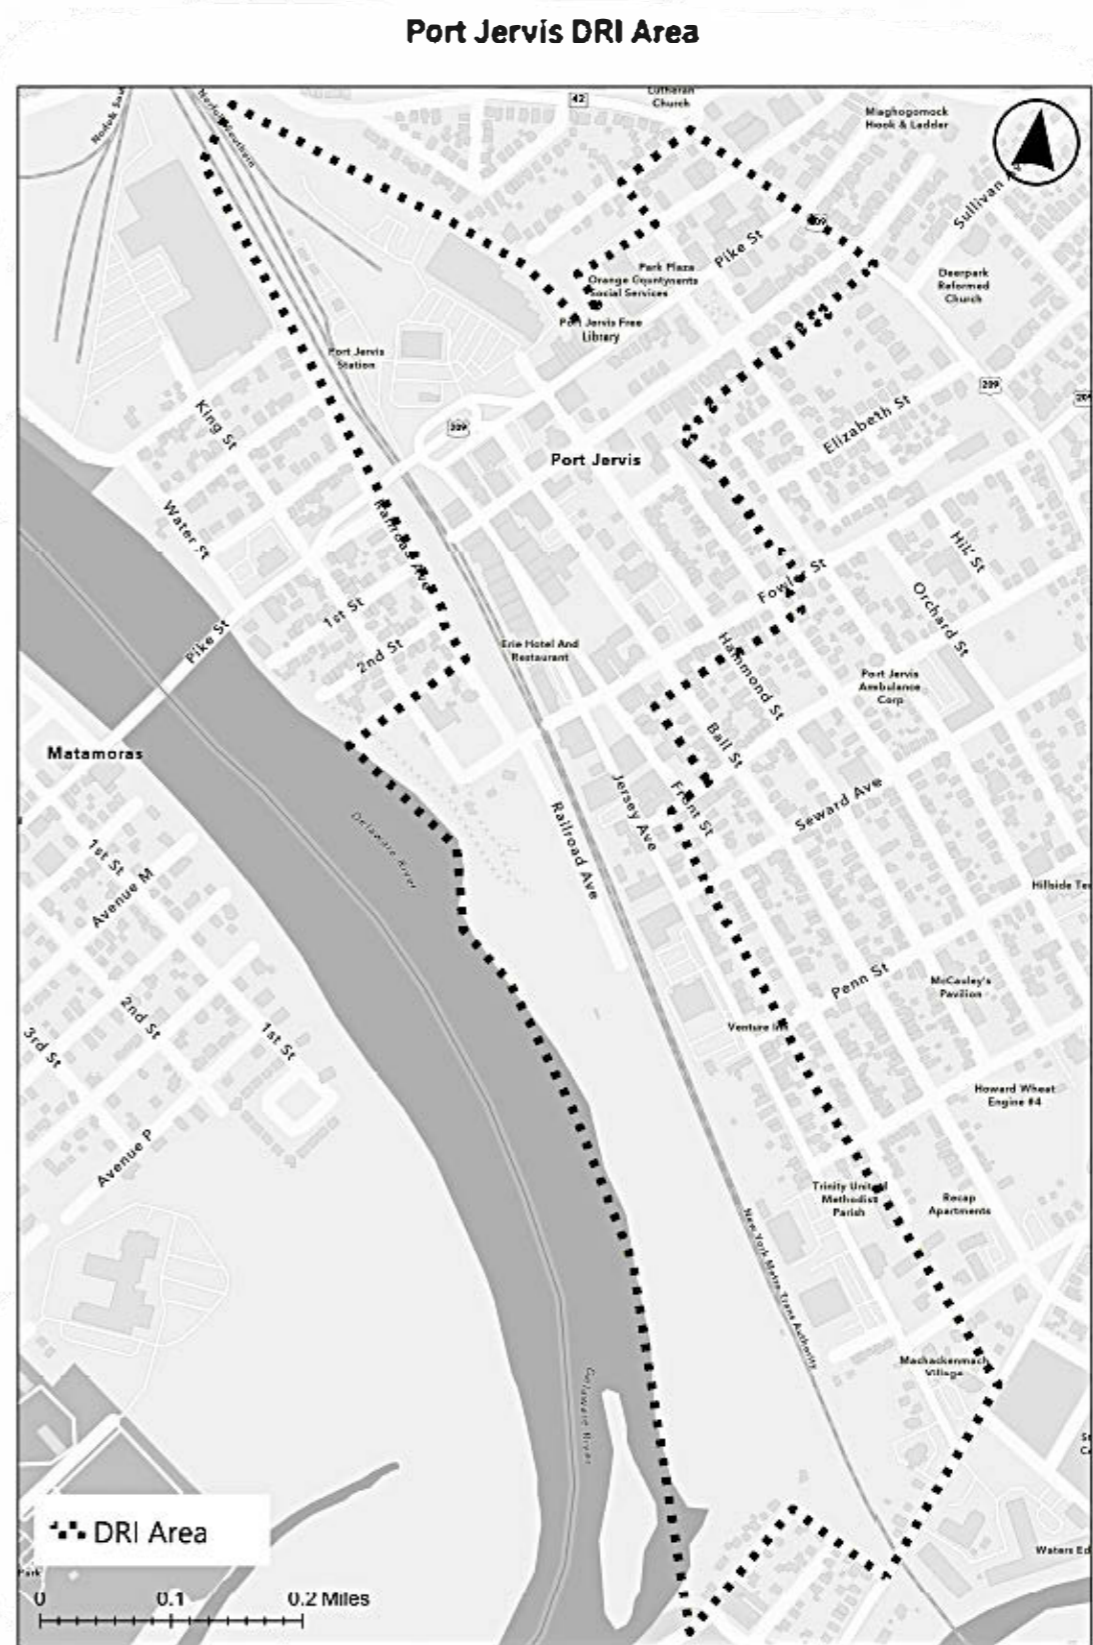 Port Jervis DRI Area
Lutheran
Church
42
Maghogomock
Hook & Ladder
Norfolk Southern
Sullivan
Pike St
Park Plaza
Social Services
Deerpark
Reformed
Church
Port Jervis Free
Library
Port Jervis
Station
209
209
King St
Elizabeth St
Port Jervis
Water St
Railroad Ave
Hill St
Fowler St
Orchard St
1st St
Pike St
2nd St
Erie Hotel And
Restaurant
Hammond St
Port Jervis
Ambulance
Corp
Matamoras
Ball St
Front St
Jersey Ave
Seward Ave
Railroad Ave
Delaware River
1st St
Avenue M
Hillside Ter
Penn St
McCauley's
Pavilion
2nd St
1st St
3rd St
Venture Inn
Howard Wheat
Engine #4
Avenue P
Trinity United
Methodist
Parish
Recap
Apartments
New York Metro Trans Authority
Machackenmach
Village
Delaware River
DRI Area
Waters Ed
Park
0 0.1 0.2 Miles